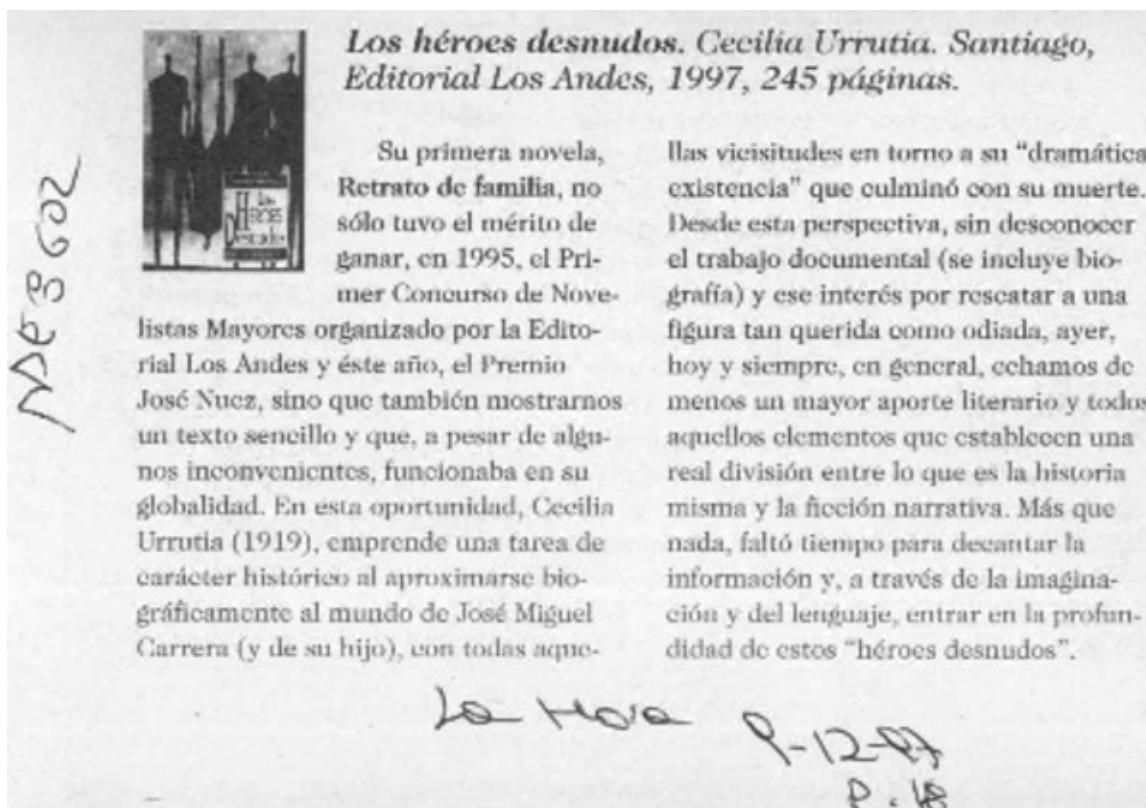 Los héroes desnudos. Cecilia Urrutia. Santiago,
Editorial Los Andes, 1997, 245 páginas.
Los
HEROES
Desnudos
Su primera novela,
Retrato de familia, no
sólo tuvo el mérito de
ganar, en 1995, el Pri-
mer Concurso de Nove-
listas Mayores organizado por la Edito-
rial Los Andes y éste año, el Premio
José Nuez, sino que también mostrarnos
un texto sencillo y que, a pesar de algu-
nos inconvenientes, funcionaba en su
globalidad. En esta oportunidad, Cecilia
Urrutia (1919), emprende una tarea de
carácter histórico al aproximarse bio-
gráficamente al mundo de José Miguel
Carrera (y de su hijo), con todas aque-
llas vicisitudes en torno a su “dramática
existencia” que culminó con su muerte.
Desde esta perspectiva, sin desconocer
el trabajo documental (se incluye bio-
grafía) y ese interés por rescatar a una
figura tan querida como odiada, ayer,
hoy y siempre, en general, echamos de
menos un mayor aporte literario y todos
aquellos elementos que establecen una
real división entre lo que es la historia
misma y la ficción narrativa. Más que
nada, faltó tiempo para decantar la
información y, a través de la imagina-
ción y del lenguaje, entrar en la profun-
didad de estos “héroes desnudos”.
La Hora
9-12-97
P. 18